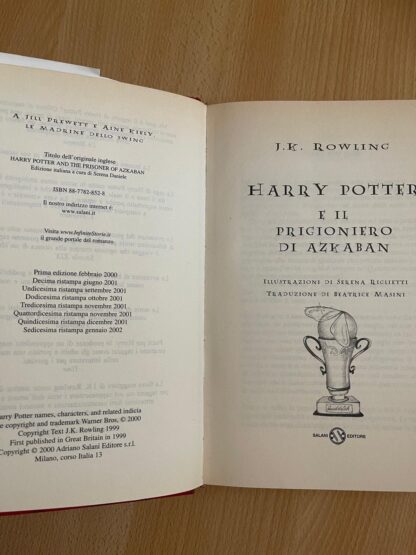 A JILL PREWETT E AINE KIELY,
LE MADRINE DELLO SWING
Titolo dell'originale inglese
HARRY POTTER AND THE PRISONER OF AZKABAN
Edizione italiana a cura di Serena Daniele
ISBN 88-7782-852-8
Il nostro indirizzo internet è:
www.salani.it
Visita www.InfiniteStorie.it
il grande portale del romanzo
Prima edizione febbraio 2000
Decima ristampa giugno 2001
Undicesima ristampa settembre 2001
Dodicesima ristampa ottobre 2001
Tredicesima ristampa novembre 2001
Quattordicesima ristampa novembre 2001
Quindicesima ristampa dicembre 2001
Sedicesima ristampa gennaio 2002
arry Potter names, characters, and related indicia
e copyright and trademark Warner Bros, © 2000
Copyright Text J.K. Rowling 1999
First published in Great Britain in 1999
Copyright © 2000 Adriano Salani Editore s.r.l.
Milano, corso Italia 13
J.K. ROWLING
HARRY POTTER
E IL
PRIGIONIERO
DI AZKABAN
ILLUSTRAZIONI DI SERENA RIGLIETTI
TRADUZIONE DI BEATRICE MASINI
SALANI EDITORE